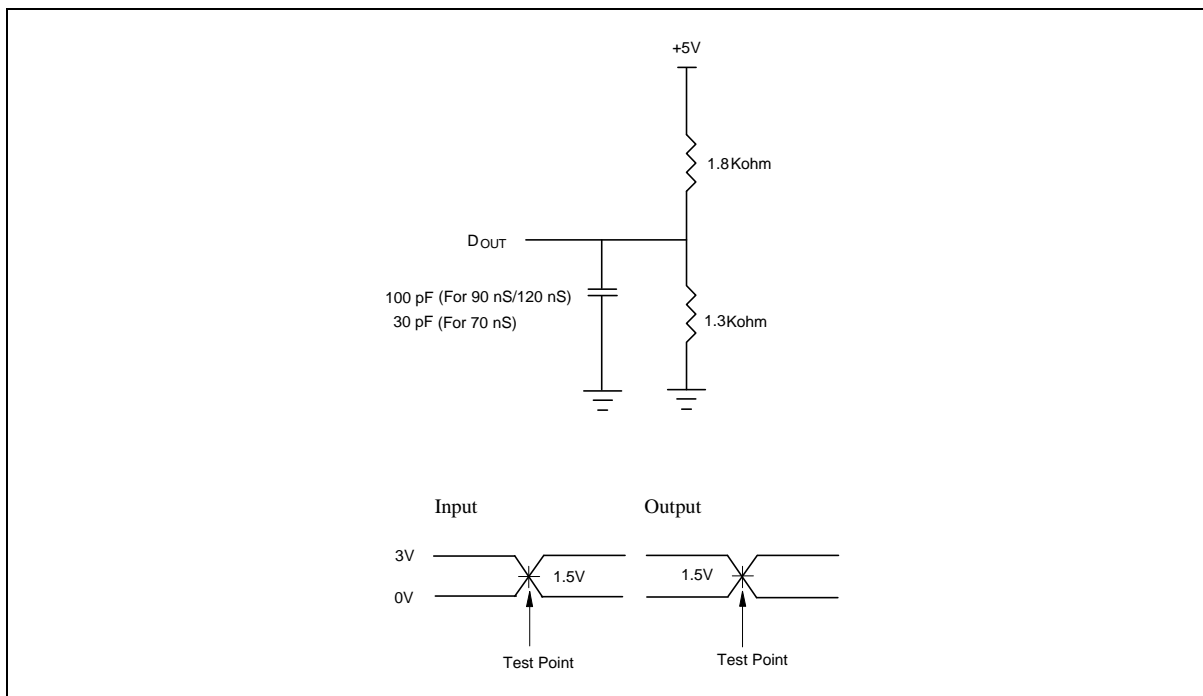 +5V
1.8Kohm
DOUT
100 pF (For 90 nS/120 nS)
30 pF (For 70 nS)
1.3Kohm
Input
Output
3V
1.5V
1.5V
0V
Test Point
Test Point